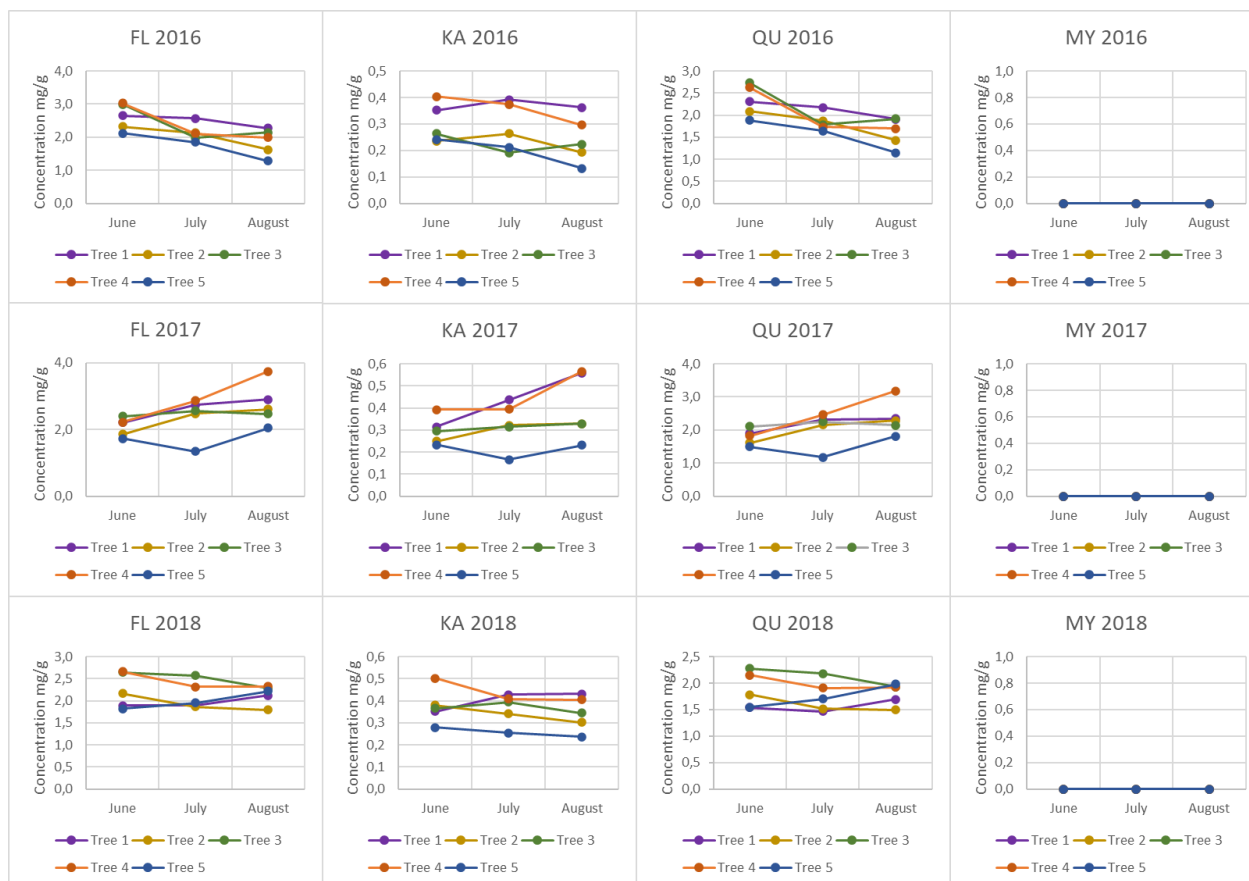 FL 2016
Concentration mg/g
4,0
3,0
2,0
1,0
0,0
June July August
Tree 1 Tree 2 Tree 3
Tree 4 Tree 5
KA 2016
Concentration mg/g
0,5
0,4
0,3
0,2
0,1
0,0
June July August
Tree 1 Tree 2 Tree 3
Tree 4 Tree 5
QU 2016
Concentration mg/g
3,0
2,5
2,0
1,5
1,0
0,5
0,0
June July August
Tree 1 Tree 2 Tree 3
Tree 4 Tree 5
MY 2016
Concentration mg/g
1,0
0,8
0,6
0,4
0,2
0,0
June July August
Tree 1 Tree 2 Tree 3
Tree 4 Tree 5
FL 2017
Concentration mg/g
4,0
2,0
0,0
June July August
Tree 1 Tree 2 Tree 3
Tree 4 Tree 5
KA 2017
Concentration mg/g
0,6
0,5
0,4
0,3
0,2
0,1
0,0
June July August
Tree 1 Tree 2 Tree 3
Tree 4 Tree 5
QU 2017
Concentration mg/g
4,0
3,0
2,0
1,0
0,0
June July August
Tree 1 Tree 2 Tree 3
Tree 4 Tree 5
MY 2017
Concentration mg/g
1,0
0,8
0,6
0,4
0,2
0,0
June July August
Tree 1 Tree 2 Tree 3
Tree 4 Tree 5
FL 2018
Concentration mg/g
3,0
2,5
2,0
1,5
1,0
0,5
0,0
June July August
Tree 1 Tree 2 Tree 3
Tree 4 Tree 5
KA 2018
Concentration mg/g
0,6
0,5
0,4
0,3
0,2
0,1
0,0
June July August
Tree 1 Tree 2 Tree 3
Tree 4 Tree 5
QU 2018
Concentration mg/g
2,5
2,0
1,5
1,0
0,5
0,0
June July August
Tree 1 Tree 2 Tree 3
Tree 4 Tree 5
MY 2018
Concentration mg/g
1,0
0,8
0,6
0,4
0,2
0,0
June July August
Tree 1 Tree 2 Tree 3
Tree 4 Tree 5